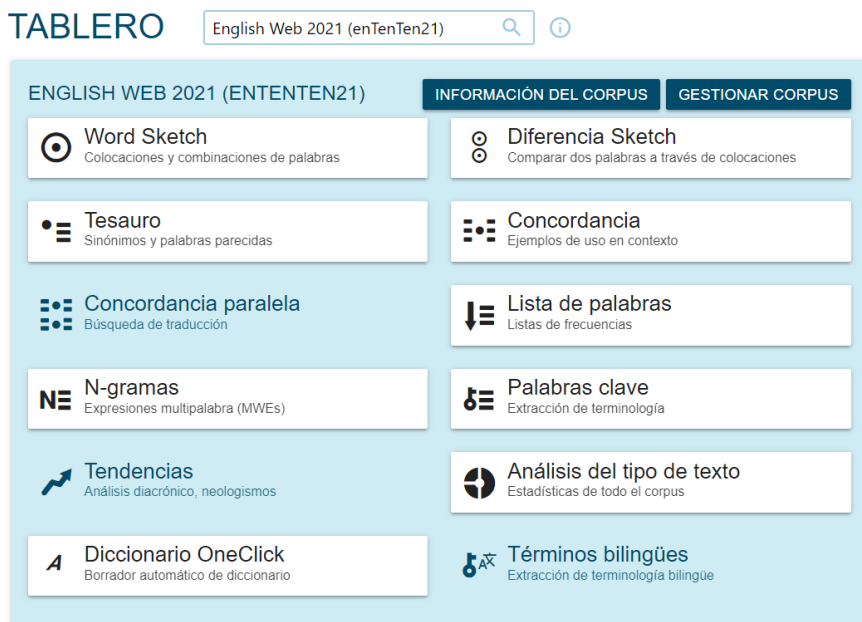 TABLERO
English Web 2021 (enTenTen21)
ENGLISH WEB 2021 (ENTENTEN21)
INFORMACIÓN DEL CORPUS
GESTIONAR CORPUS
Word Sketch
Colocaciones y combinaciones de palabras
Diferencia Sketch
Comparar dos palabras a través de colocaciones
Tesauro
Sinónimos y palabras parecidas
Concordancia
Ejemplos de uso en contexto
Concordancia paralela
Búsqueda de traducción
Lista de palabras
Listas de frecuencias
N-gramas
Expresiones multipalabra (MWEs)
Palabras clave
Extracción de terminología
Tendencias
Análisis diacrónico, neologismos
Análisis del tipo de texto
Estadísticas de todo el corpus
Diccionario OneClick
Borrador automático de diccionario
Términos bilingües
Extracción de terminología bilingüe